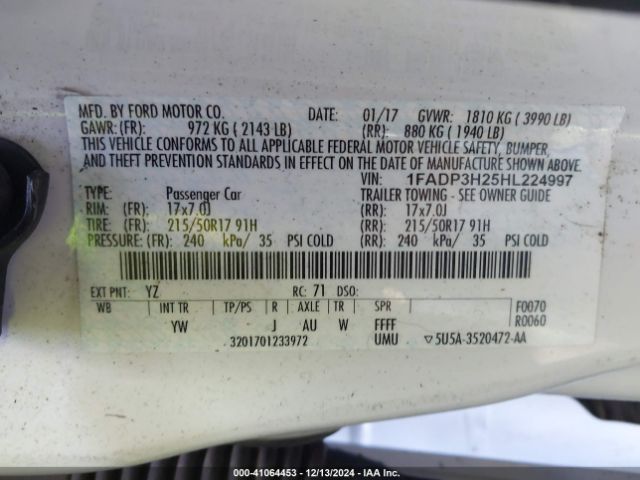 MFD. BY FORD MOTOR CO. DATE: 01/17 GVWR: 1810 KG ( 3990 LB)
GAWR: (FR): 972 KG ( 2143 LB) (RR): 880 KG ( 1940 LB)
THIS VEHICLE CONFORMS TO ALL APPLICABLE FEDERAL MOTOR VEHICLE SAFETY, BUMPER,
AND THEFT PREVENTION STANDARDS IN EFFECT ON THE DATE OF MANUFACTURE SHOWN ABOVE.
VIN: 1FADP3H25HL224997
TYPE: Passenger Car TRAILER TOWING - SEE OWNER GUIDE
RIM: (FR): 17x7.0J (RR): 17x7.0J
TIRE: (FR): 215/50R17 91H (RR): 215/50R17 91H
PRESSURE: (FR): 240 kPa/ 35 PSI COLD (RR): 240 kPa/ 35 PSI COLD
EXT PNT: YZ RC: 71 DSO:
WB INT TR TP/PS R AXLE TR SPR F0070
YW J AU W FFFF R0060
3201701233972 UMU ▽5U5A-3520472-AA
000-41064453 - 12/13/2024 - IAA Inc.